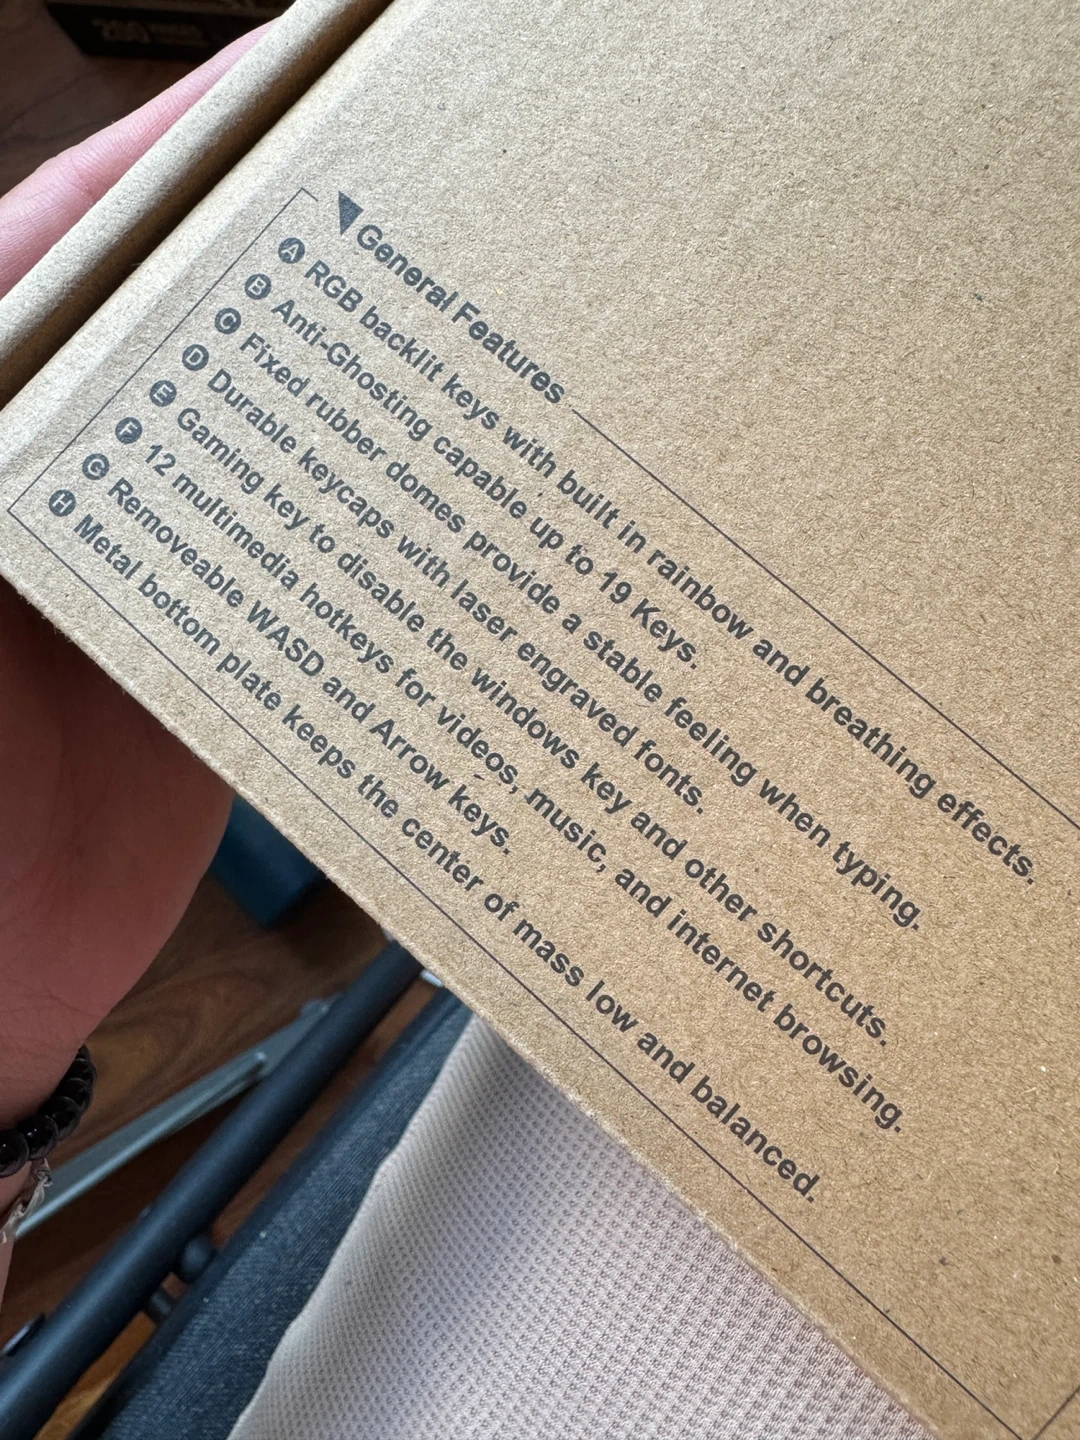 General Features
A RGB backlit keys with built in rainbow and breathing effects.
B Anti-Ghosting capable up to 19 Keys.
C Fixed rubber domes provide a stable feeling when typing.
D Durable keycaps with laser engraved fonts.
E Gaming key to disable the windows key and other shortcuts.
F 12 multimedia hotkeys for videos, music, and internet browsing.
G Removeable WASD and Arrow keys.
H Metal bottom plate keeps the center of mass low and balanced.